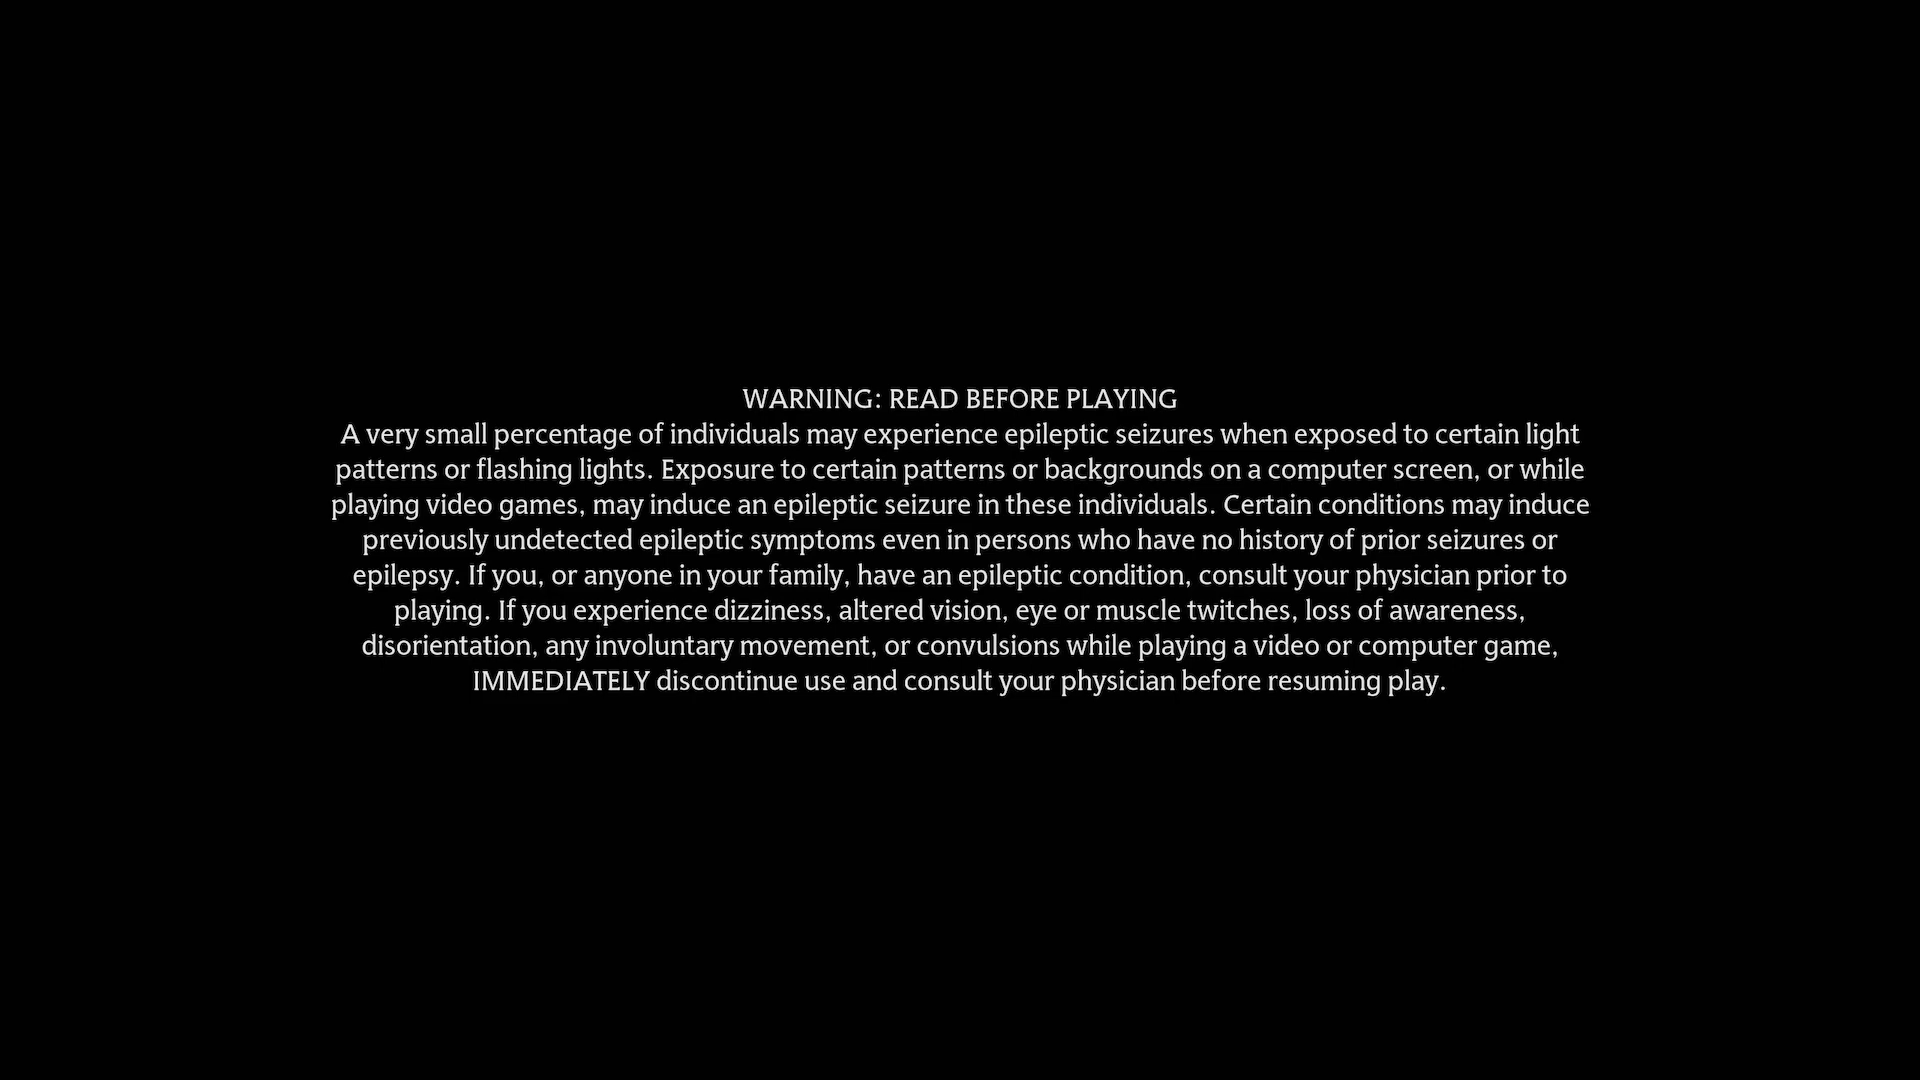 WARNING: READ BEFORE PLAYING
A very small percentage of individuals may experience epileptic seizures when exposed to certain light
patterns or flashing lights. Exposure to certain patterns or backgrounds on a computer screen, or while
playing video games, may induce an epileptic seizure in these individuals. Certain conditions may induce
previously undetected epileptic symptoms even in persons who have no history of prior seizures or
epilepsy. If you, or anyone in your family, have an epileptic condition, consult your physician prior to
playing. If you experience dizziness, altered vision, eye or muscle twitches, loss of awareness,
disorientation, any involuntary movement, or convulsions while playing a video or computer game,
IMMEDIATELY discontinue use and consult your physician before resuming play.